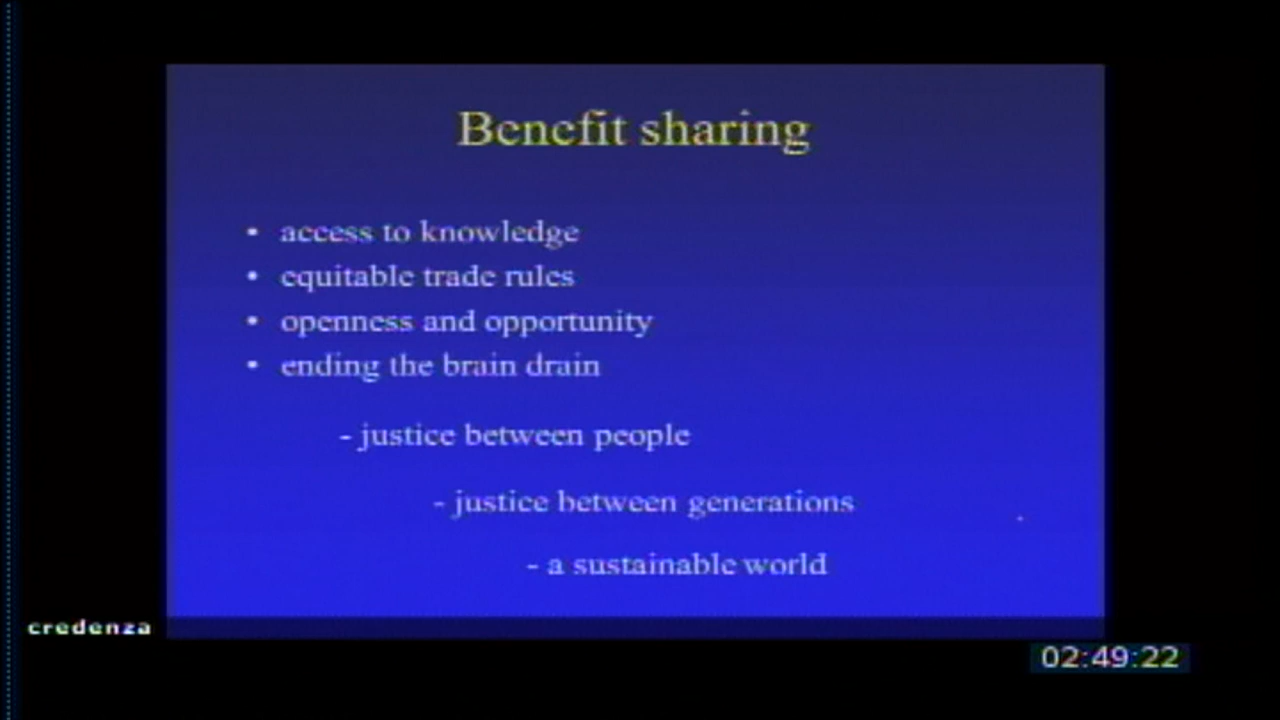 Benefit sharing
• access to knowledge
• equitable trade rules
• openness and opportunity
• ending the brain drain
- justice between people
- justice between generations
- a sustainable world
credenza
02:49:22